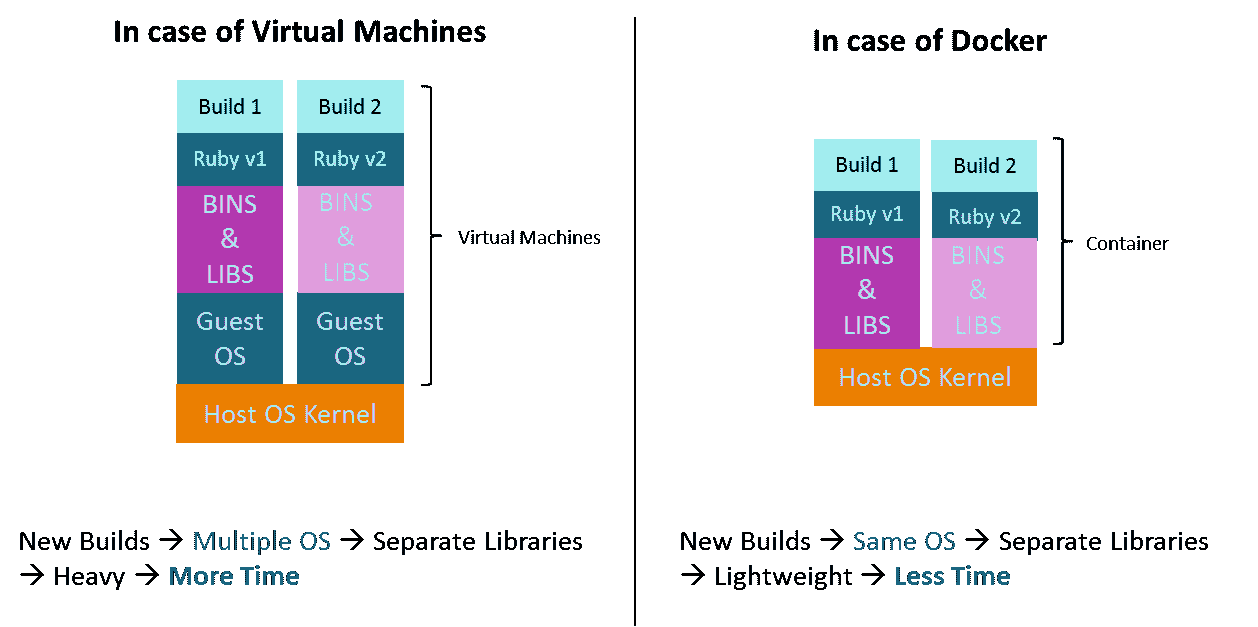 In case of Virtual Machines
Build 1
Build 2
Ruby v1
Ruby v2
BINS
&
LIBS
BINS
&
LIBS
Guest
OS
Guest
OS
Host OS Kernel
Virtual Machines
New Builds → Multiple OS → Separate Libraries
→ Heavy → More Time
In case of Docker
Build 1
Build 2
Ruby v1
Ruby v2
BINS
&
LIBS
BINS
&
LIBS
Host OS Kernel
Container
New Builds → Same OS → Separate Libraries
→ Lightweight → Less Time